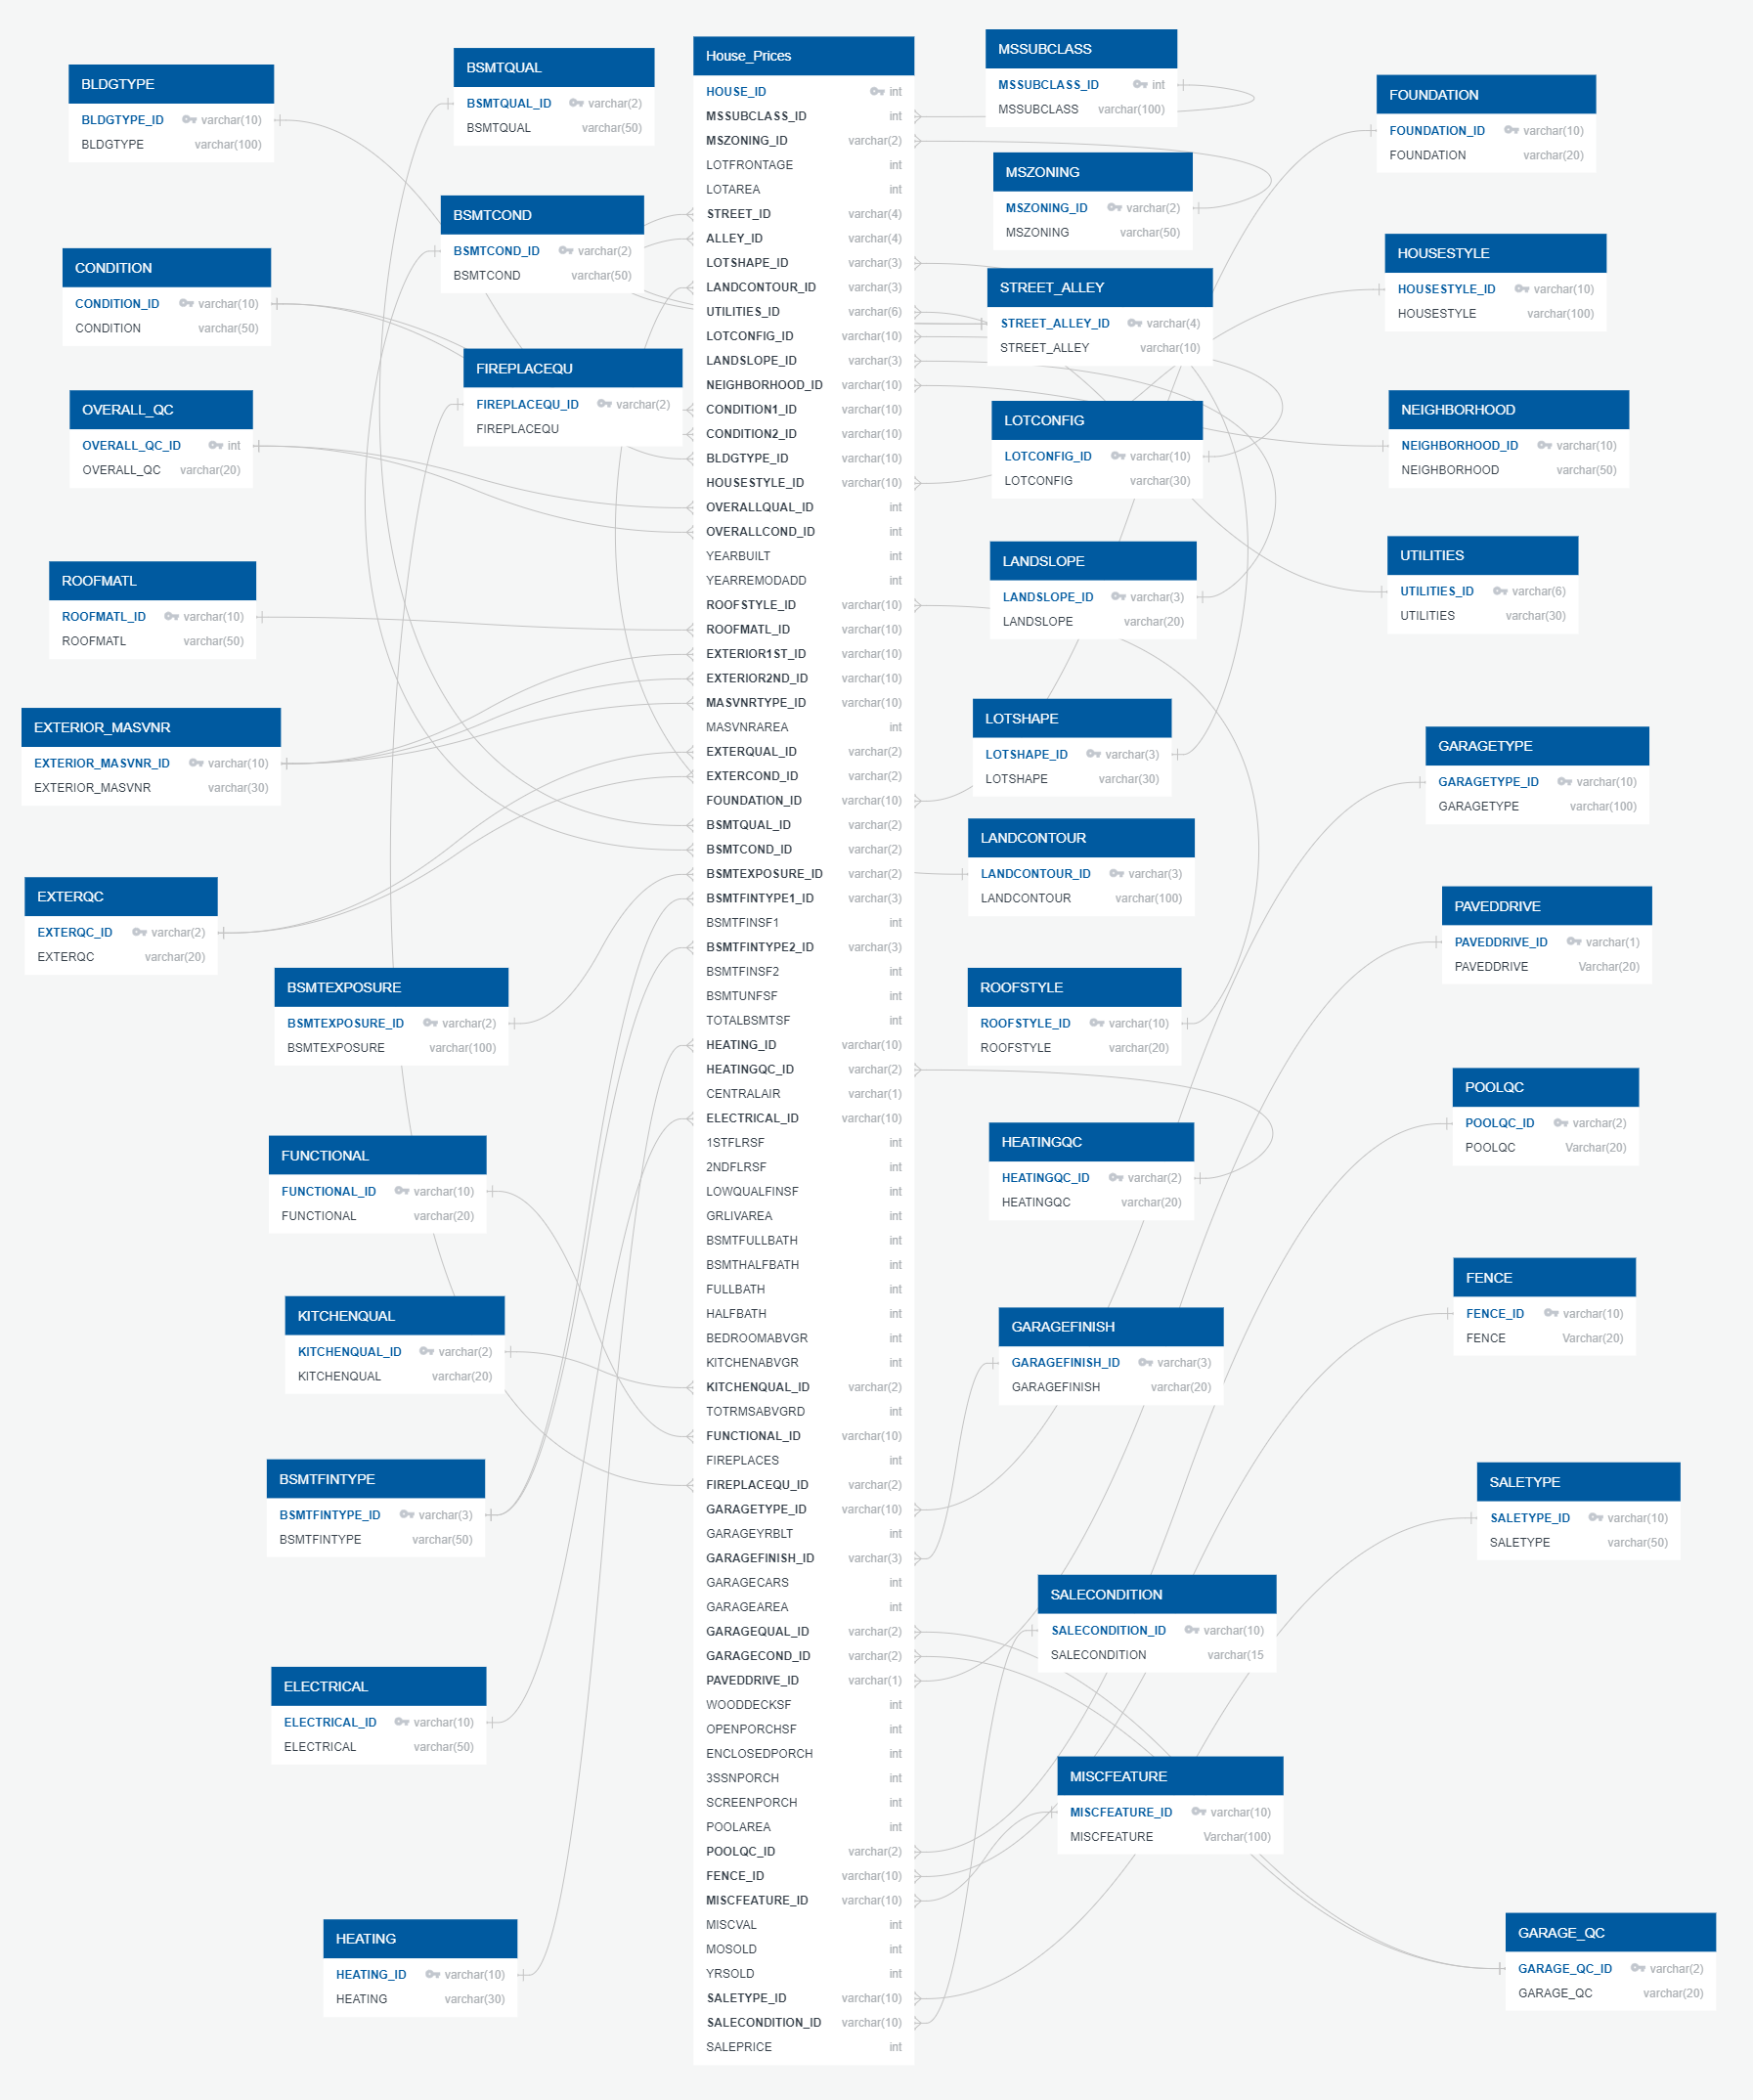 BLDGTYPE
BLDGTYPE_ID varchar(10)
BLDGTYPE varchar(100)
CONDITION
CONDITION_ID varchar(10)
CONDITION varchar(50)
OVERALL_QC
OVERALL_QC_ID int
OVERALL_QC varchar(20)
ROOFMATL
ROOFMATL_ID varchar(10)
ROOFMATL varchar(50)
EXTERIOR_MASVNR
EXTERIOR_MASVNR_ID varchar(10)
EXTERIOR_MASVNR varchar(30)
EXTERQC
EXTERQC_ID varchar(2)
EXTERQC varchar(20)
BSMTQUAL
BSMTQUAL_ID varchar(2)
BSMTQUAL varchar(50)
BSMTCOND
BSMTCOND_ID varchar(2)
BSMTCOND varchar(50)
FIREPLACEQU
FIREPLACEQU_ID varchar(2)
FIREPLACEQU
BSMTEXPOSURE
BSMTEXPOSURE_ID varchar(2)
BSMTEXPOSURE varchar(100)
FUNCTIONAL
FUNCTIONAL_ID varchar(10)
FUNCTIONAL varchar(20)
KITCHENQUAL
KITCHENQUAL_ID varchar(2)
KITCHENQUAL varchar(20)
BSMTFINTYPE
BSMTFINTYPE_ID varchar(3)
BSMTFINTYPE varchar(50)
ELECTRICAL
ELECTRICAL_ID varchar(10)
ELECTRICAL varchar(50)
HEATING
HEATING_ID varchar(10)
HEATING varchar(30)
House_Prices
HOUSE_ID int
MSSUBCLASS_ID int
MSZONING_ID varchar(2)
LOTFRONTAGE int
LOTAREA int
STREET_ID varchar(4)
ALLEY_ID varchar(4)
LOTSHAPE_ID varchar(3)
LANDCONTOUR_ID varchar(3)
UTILITIES_ID varchar(6)
LOTCONFIG_ID varchar(10)
LANDSLOPE_ID varchar(3)
NEIGHBORHOOD_ID varchar(10)
CONDITION1_ID varchar(10)
CONDITION2_ID varchar(10)
BLDGTYPE_ID varchar(10)
HOUSESTYLE_ID varchar(10)
OVERALLQUAL_ID int
OVERALLCOND_ID int
YEARBUILT int
YEARREMODADD int
ROOFSTYLE_ID varchar(10)
ROOFMATL_ID varchar(10)
EXTERIOR1ST_ID varchar(10)
EXTERIOR2ND_ID varchar(10)
MASVNRTYPE_ID varchar(10)
MASVNRAREA int
EXTERQUAL_ID varchar(2)
EXTERCOND_ID varchar(2)
FOUNDATION_ID varchar(10)
BSMTQUAL_ID varchar(2)
BSMTCOND_ID varchar(2)
BSMTEXPOSURE_ID varchar(2)
BSMTFINTYPE1_ID varchar(3)
BSMTFINSF1 int
BSMTFINTYPE2_ID varchar(3)
BSMTFINSF2 int
BSMTUNFSF int
TOTALBSMTSF int
HEATING_ID varchar(10)
HEATINGQC_ID varchar(2)
CENTRALAIR varchar(1)
ELECTRICAL_ID varchar(10)
1STFLRSF int
2NDFLRSF int
LOWQUALFINSF int
GRLIVAREA int
BSMTFULLBATH int
BSMTHALFBATH int
FULLBATH int
HALFBATH int
BEDROOMABVGR int
KITCHENABVGR int
KITCHENQUAL_ID varchar(2)
TOTRMSABVGRD int
FUNCTIONAL_ID varchar(10)
FIREPLACES int
FIREPLACEQU_ID varchar(2)
GARAGETYPE_ID varchar(10)
GARAGEYRBLT int
GARAGEFINISH_ID varchar(3)
GARAGECARS int
GARAGEAREA int
GARAGEQUAL_ID varchar(2)
GARAGECOND_ID varchar(2)
PAVEDDRIVE_ID varchar(1)
WOODDECKSF int
OPENPORCHSF int
ENCLOSEDPORCH int
3SSNPORCH int
SCREENPORCH int
POOLAREA int
POOLQC_ID varchar(2)
FENCE_ID varchar(10)
MISCFEATURE_ID varchar(10)
MISCVAL int
MOSOLD int
YRSOLD int
SALETYPE_ID varchar(10)
SALECONDITION_ID varchar(10)
SALEPRICE int
MSSUBCLASS
MSSUBCLASS_ID int
MSSUBCLASS varchar(100)
MSZONING
MSZONING_ID varchar(2)
MSZONING varchar(50)
STREET_ALLEY
STREET_ALLEY_ID varchar(4)
STREET_ALLEY varchar(10)
LOTCONFIG
LOTCONFIG_ID varchar(10)
LOTCONFIG varchar(30)
LANDSLOPE
LANDSLOPE_ID varchar(3)
LANDSLOPE varchar(20)
LOTSHAPE
LOTSHAPE_ID varchar(3)
LOTSHAPE varchar(30)
LANDCONTOUR
LANDCONTOUR_ID varchar(3)
LANDCONTOUR varchar(100)
ROOFSTYLE
ROOFSTYLE_ID varchar(10)
ROOFSTYLE varchar(20)
HEATINGQC
HEATINGQC_ID varchar(2)
HEATINGQC varchar(20)
GARAGEFINISH
GARAGEFINISH_ID varchar(3)
GARAGEFINISH varchar(20)
SALECONDITION
SALECONDITION_ID varchar(10)
SALECONDITION varchar(15
MISCFEATURE
MISCFEATURE_ID varchar(10)
MISCFEATURE Varchar(100)
FOUNDATION
FOUNDATION_ID varchar(10)
FOUNDATION varchar(20)
HOUSESTYLE
HOUSESTYLE_ID varchar(10)
HOUSESTYLE varchar(100)
NEIGHBORHOOD
NEIGHBORHOOD_ID varchar(10)
NEIGHBORHOOD varchar(50)
UTILITIES
UTILITIES_ID varchar(6)
UTILITIES varchar(30)
GARAGETYPE
GARAGETYPE_ID varchar(10)
GARAGETYPE varchar(100)
PAVEDDRIVE
PAVEDDRIVE_ID varchar(1)
PAVEDDRIVE Varchar(20)
POOLQC
POOLQC_ID varchar(2)
POOLQC Varchar(20)
FENCE
FENCE_ID varchar(10)
FENCE Varchar(20)
SALETYPE
SALETYPE_ID varchar(10)
SALETYPE varchar(50)
GARAGE_QC
GARAGE_QC_ID varchar(2)
GARAGE_QC varchar(20)